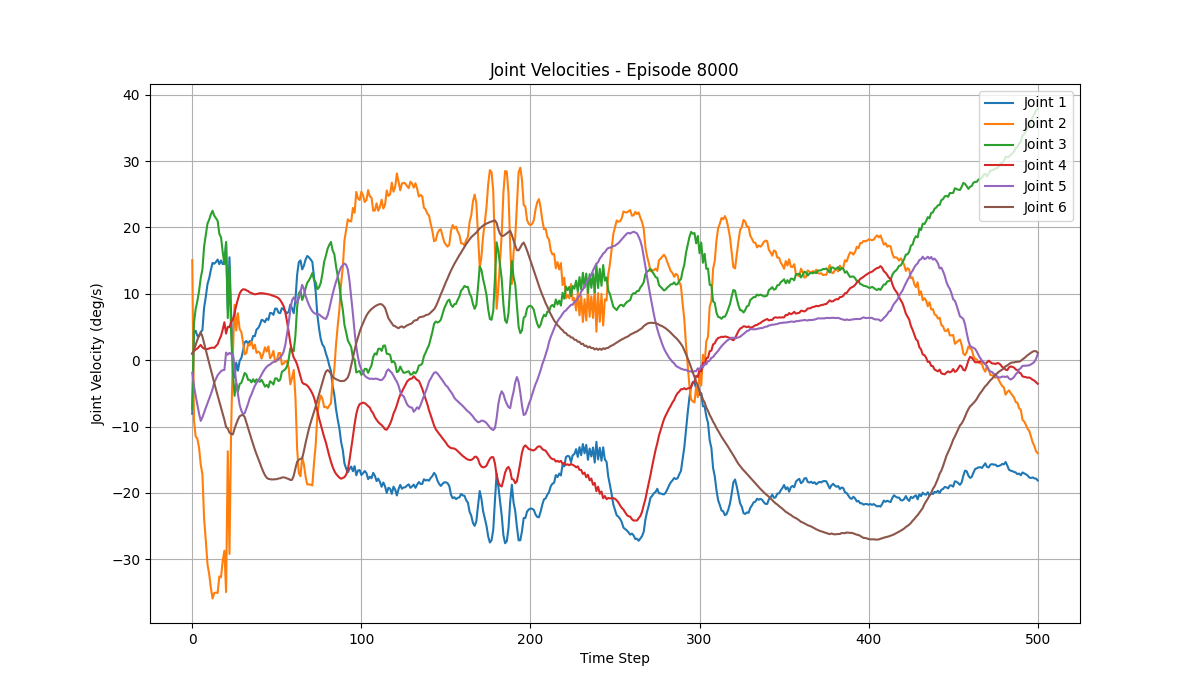 Joint Velocities - Episode 8000
Joint Velocity (deg/s)
40
30
20
10
0
−10
−20
−30
0
100
200
300
400
500
Time Step
Joint 1
Joint 2
Joint 3
Joint 4
Joint 5
Joint 6